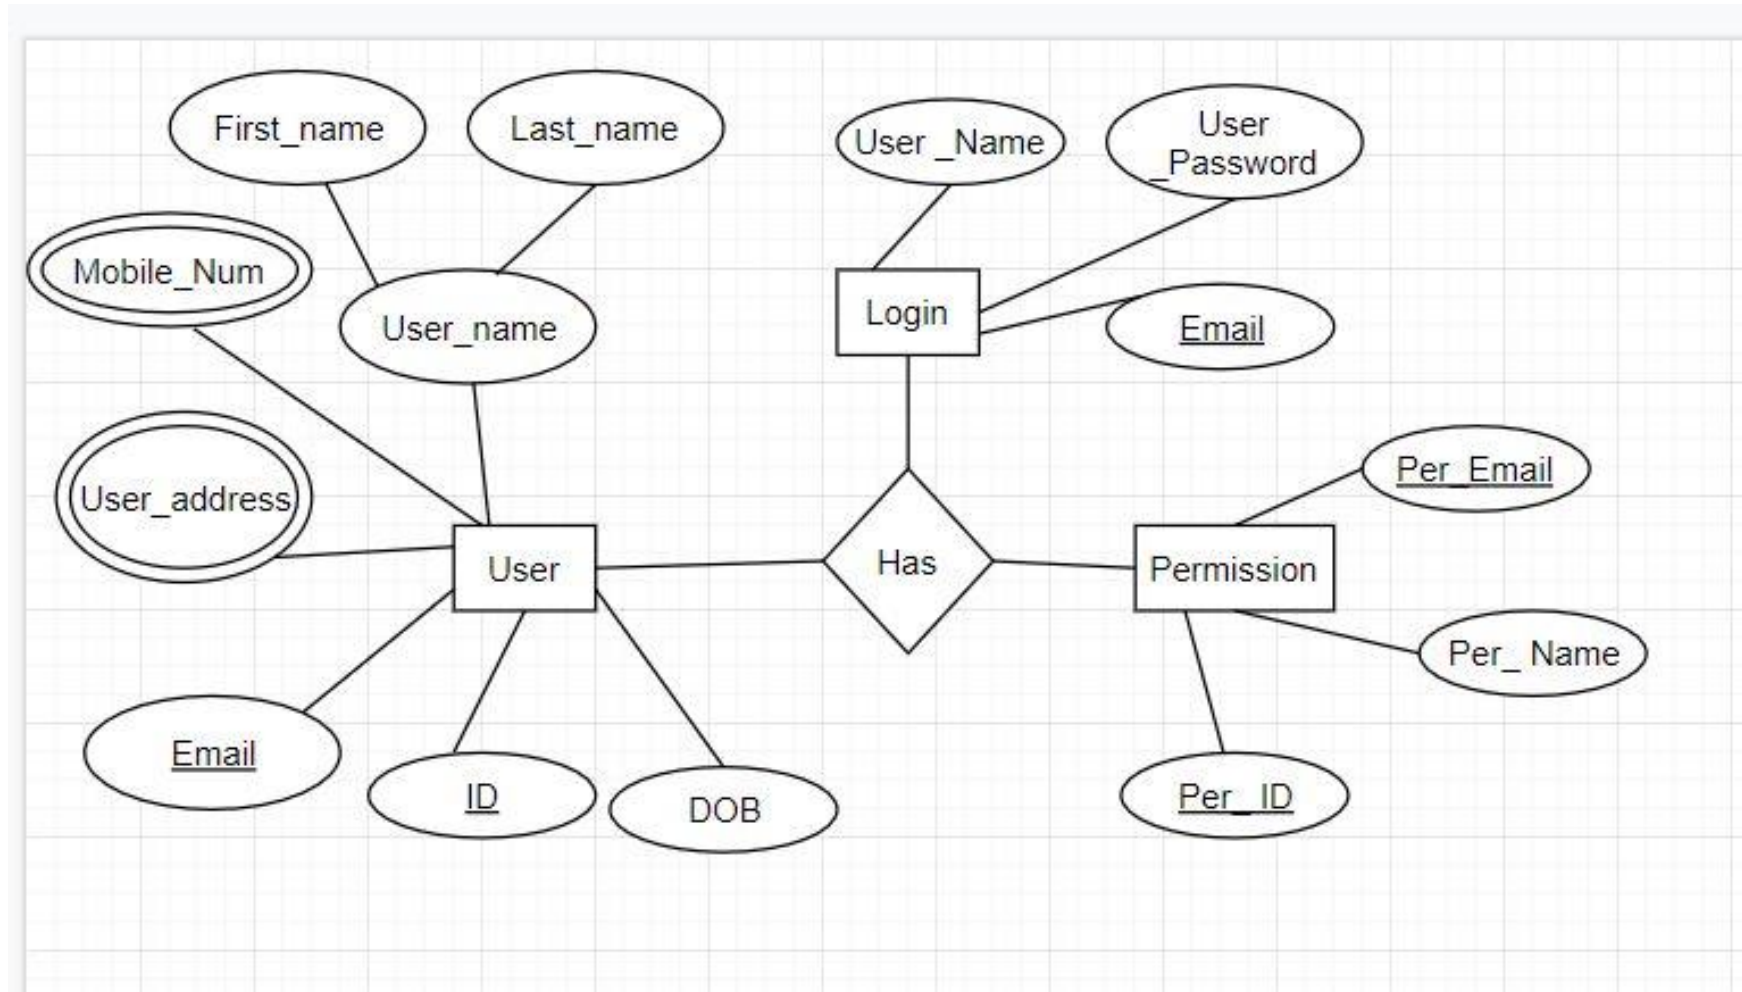 First_name
Last_name
User _Name
User
_Password
Mobile_Num
User_name
Login
Email
User_address
Per_Email
User
Has
Permission
Per_ Name
Email
ID
DOB
Per_ ID